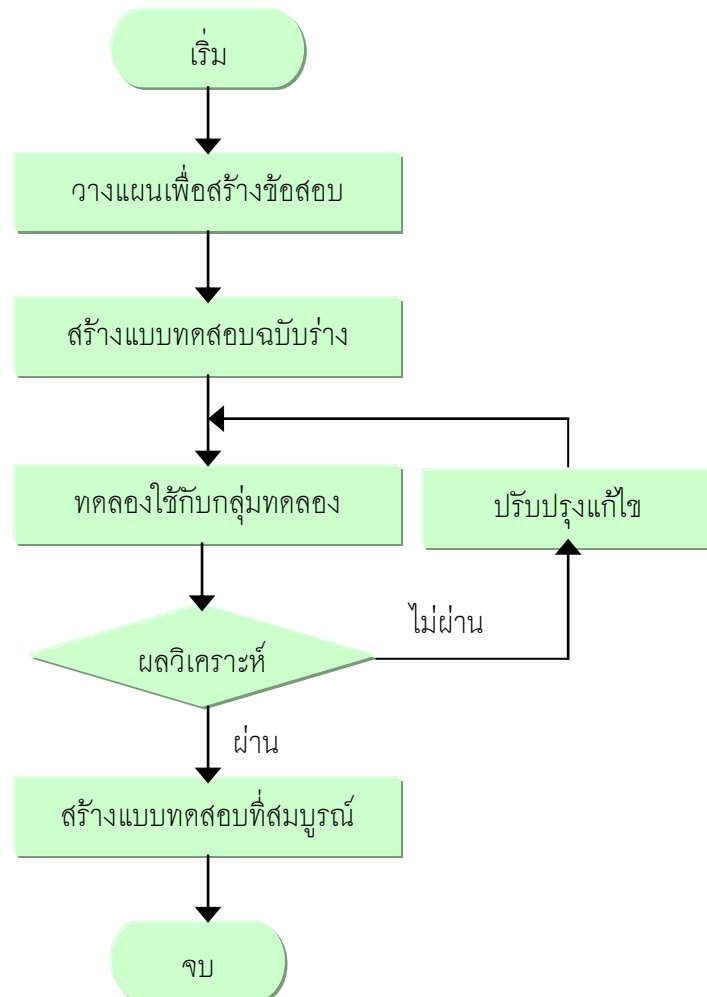 เริ่ม
วางแผนเพื่อสร้างข้อสอบ
สร้างแบบทดสอบฉบับร่าง
ทดลองใช้กับกลุ่มทดลอง
ปรับปรุงแก้ไข
ไม่ผ่าน
ผลวิเคราะห์
ผ่าน
สร้างแบบทดสอบที่สมบูรณ์
จบ